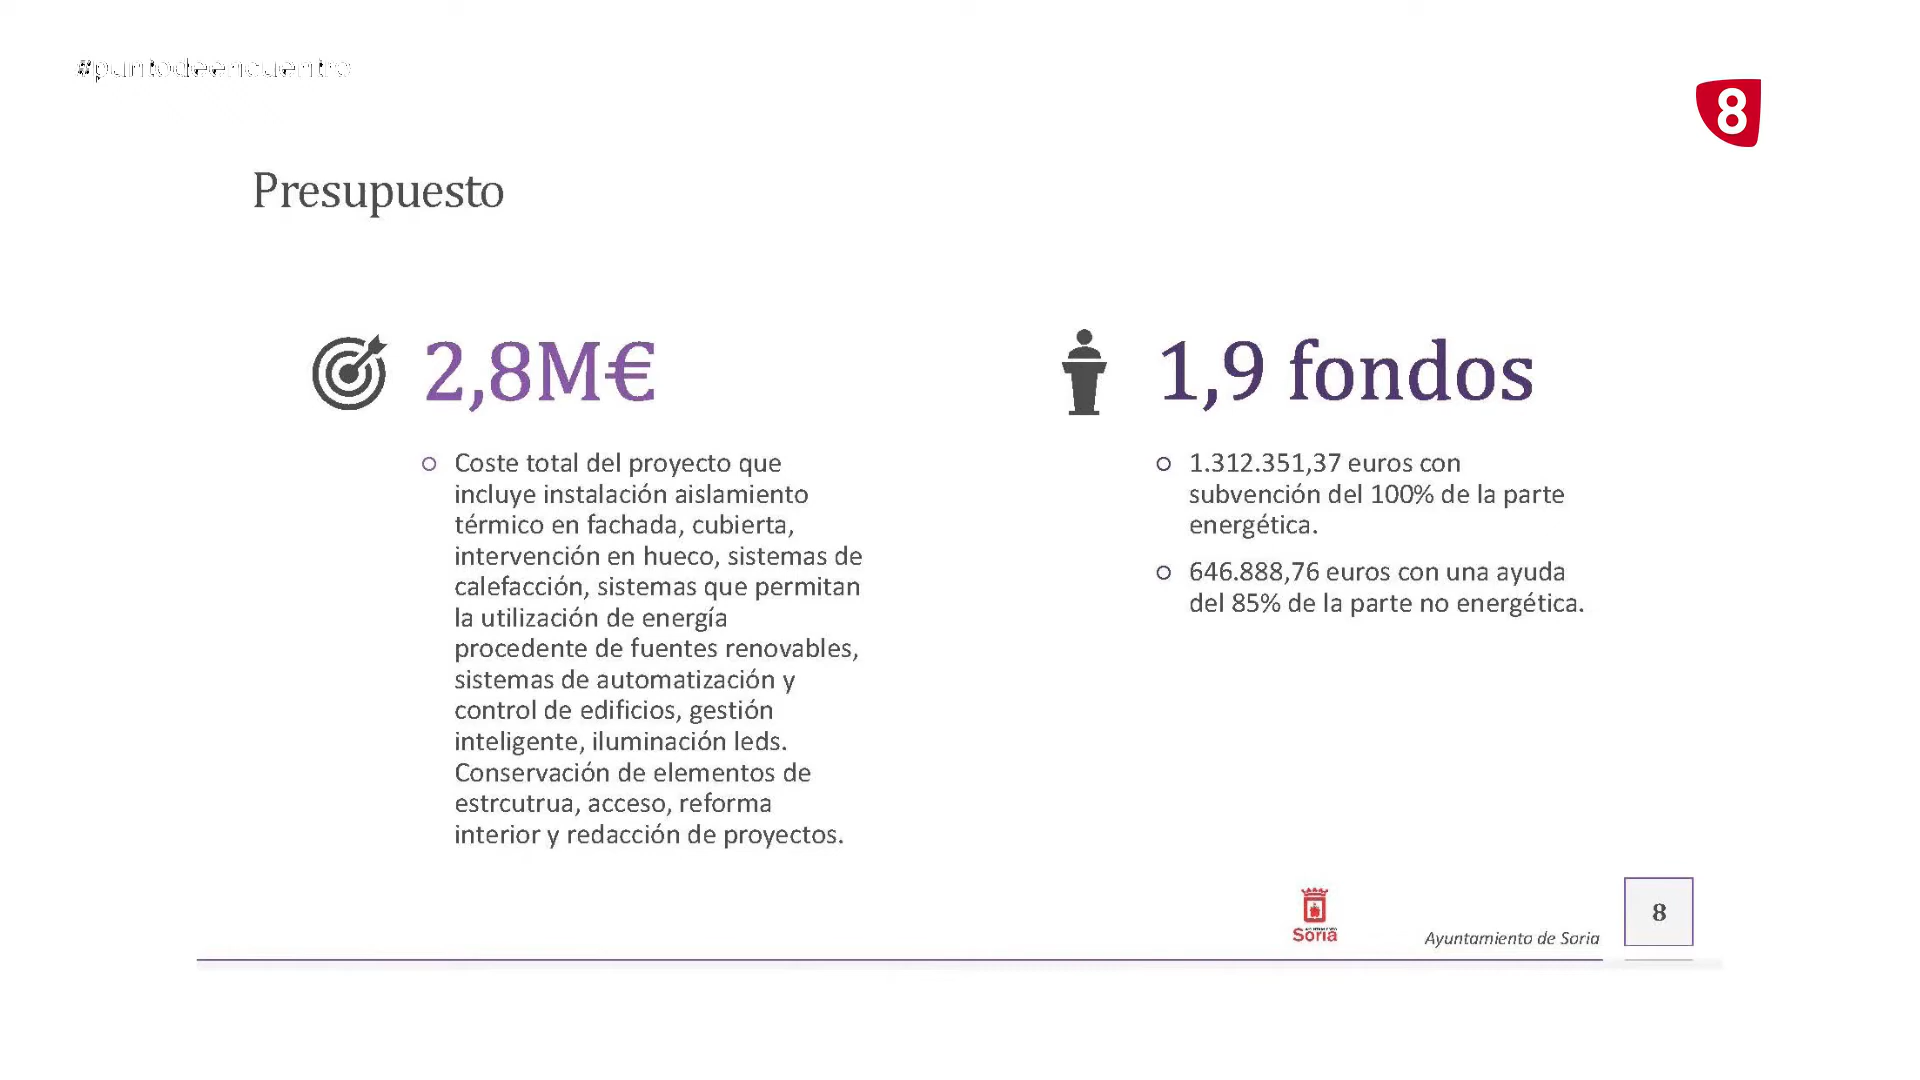 #puntodeencuentro
8
Presupuesto
2,8M€
Coste total del proyecto que
incluye instalación aislamiento
térmico en fachada, cubierta,
intervención en hueco, sistemas de
calefacción, sistemas que permitan
la utilización de energía
procedente de fuentes renovables,
sistemas de automatización y
control de edificios, gestión
inteligente, iluminación leds.
Conservación de elementos de
estrcutrua, acceso, reforma
interior y redacción de proyectos.
1,9 fondos
1.312.351,37 euros con
subvención del 100% de la parte
energética.
646.888,76 euros con una ayuda
del 85% de la parte no energética.
Soria
Ayuntamiento de Soria
8